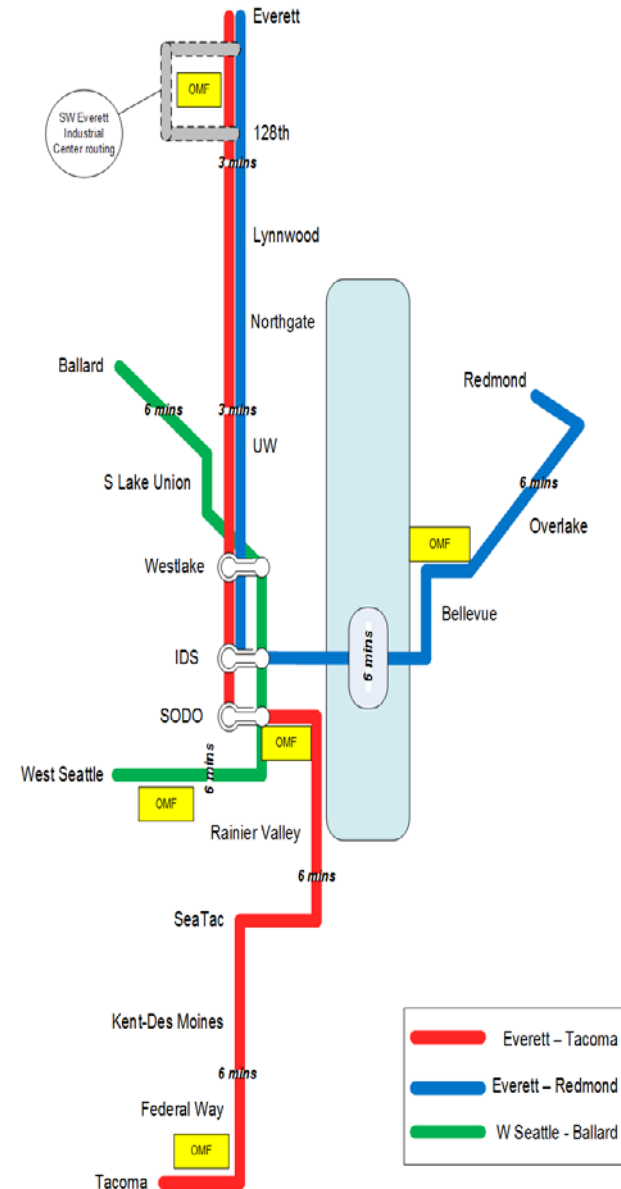 Everett
OMF
SW Everett
Industrial
Center routing
128th
3 mins
Lynnwood
Northgate
Ballard
Redmond
6 mins
3 mins
UW
S Lake Union
6 mins
Overlake
OMF
Westlake
Bellevue
IDS
6 mins
SODO
OMF
West Seattle
6 mins
OMF
Rainier Valley
6 mins
SeaTac
Kent-Des Moines
6 mins
Federal Way
OMF
Tacoma
Everett – Tacoma
Everett – Redmond
W Seattle - Ballard